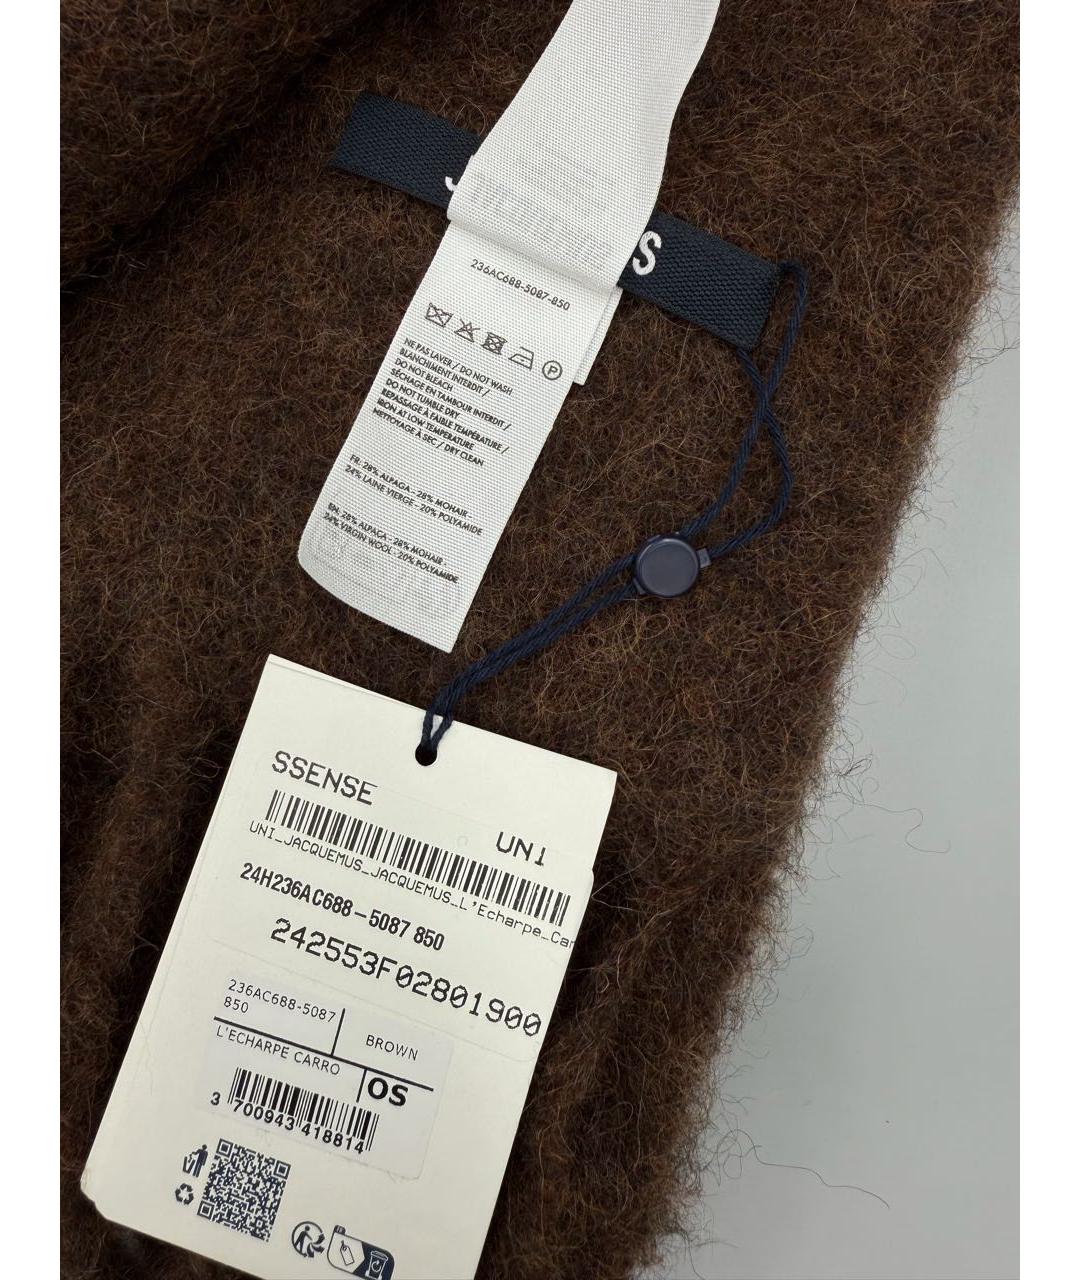 S
236AC688-5087-850
P
NE PAS LAVER / DO NOT WASH
BLANCHIMENT INTERDIT /
DO NOT BLEACH
SÉCHAGE EN TAMBOUR INTERDIT /
DO NOT TUMBLE DRY
REPASSAGE À FAIBLE TEMPÉRATURE /
IRON AT LOW TEMPERATURE
NETTOYAGE À SEC / DRY CLEAN
FR: 28% ALPAGA - 28% MOHAIR
24% LAINE VIERGE - 20% POLYAMIDE
EN: 28% ALPACA - 28% MOHAIR -
24% VIRGIN WOOL - 20% POLYAMIDE
SSENSE
UNI
UNI_JACQUEMUS_JACQUEMUS_L'Echarpe_Car
24H236AC688-5087 850
242553F02801900
236AC688-5087
850
BROWN
L'ECHARPE CARRO
OS
3 700943 418814